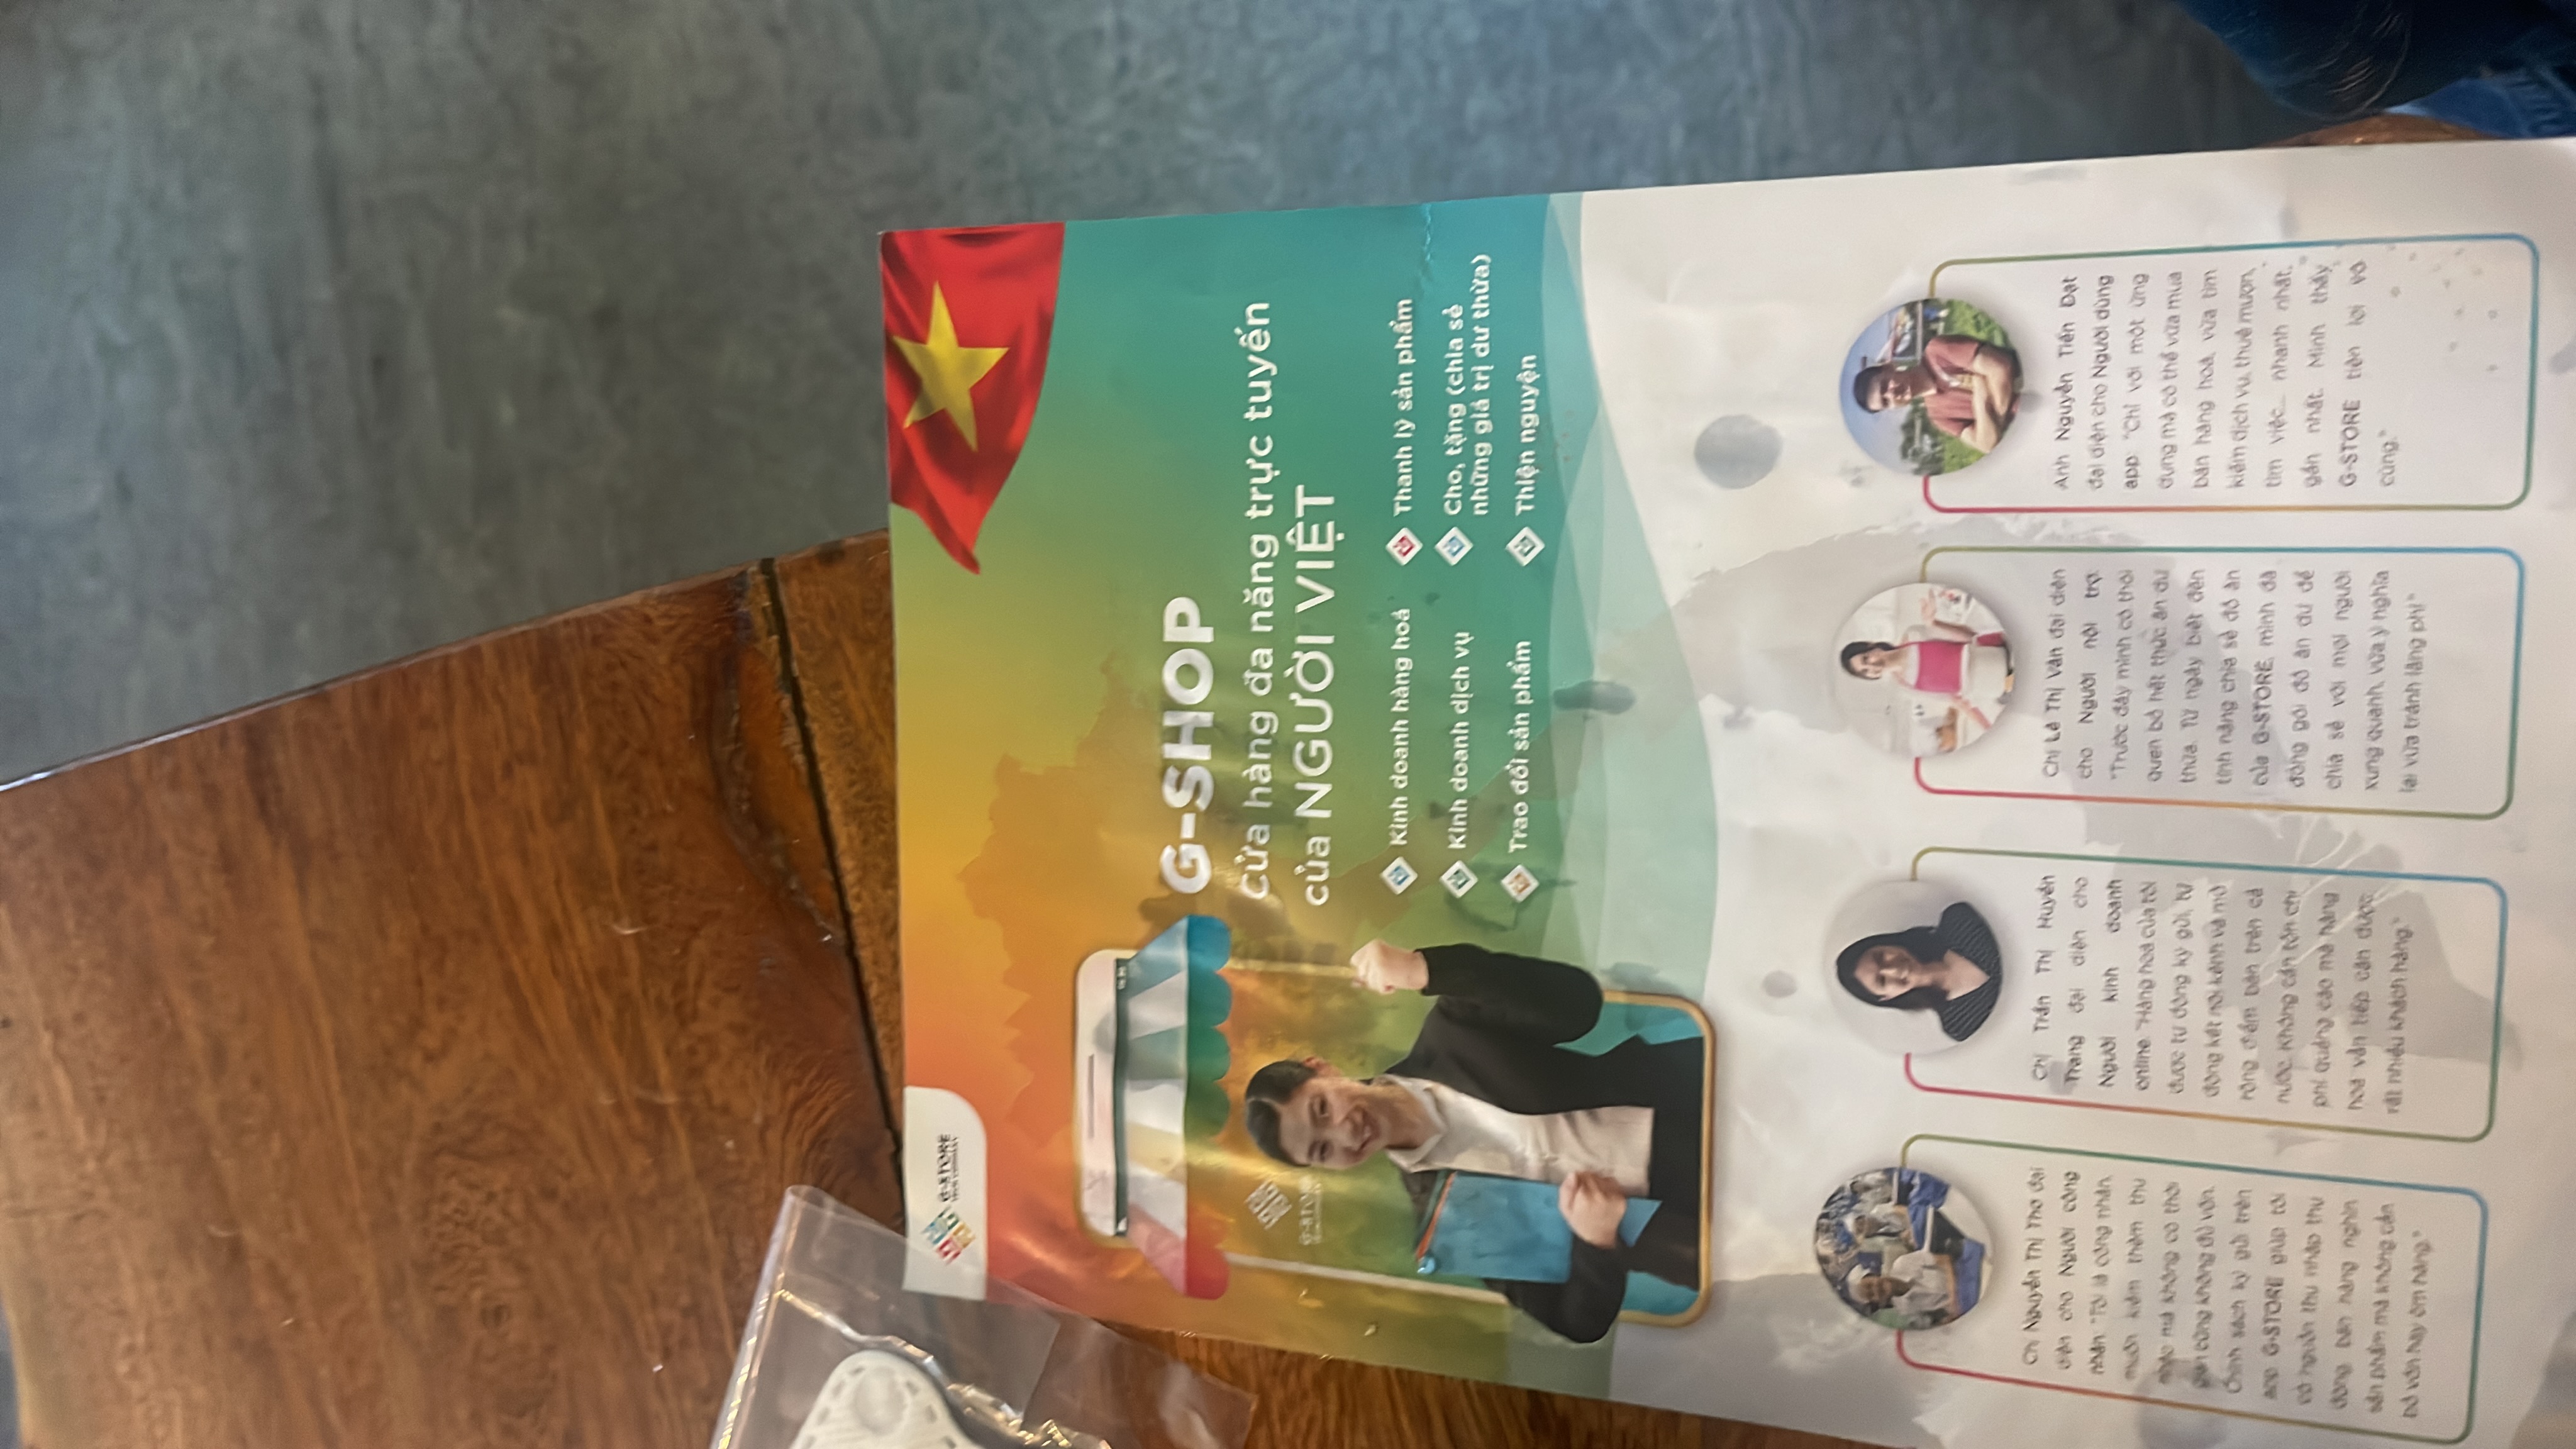 G-STORE
TECH COMPANY
G-SHOP
Cửa hàng đa năng trực tuyến
của NGƯỜI VIỆT
Kinh doanh hàng hoá
Kinh doanh dịch vụ
Trao đổi sản phẩm
Thanh lý sản phẩm
Cho, tặng (chia sẻ
những giá trị dư thừa)
Thiện nguyện
G-STORE
Chị Nguyễn Thị Thơ đại
diện cho Người công
nhân: "Tôi là công nhân,
muốn kiếm thêm thu
nhập mà không có thời
gian cũng không đủ vốn.
Chính sách ký gửi trên
app G-STORE giúp tôi
có nguồn thu nhập thụ
động, bán hàng nghìn
sản phẩm mà không cần
bỏ vốn hay ôm hàng."
Chị Trần Thị Huyền
Trang đại diện cho
Người kinh doanh
online: "Hàng hoá của tôi
được tự động ký gửi, tự
động kết nối kênh và mở
rộng điểm bán trên cả
nước. Không cần tốn chi
phí quảng cáo mà hàng
hoá vẫn tiếp cận được
rất nhiều khách hàng."
Chị Lê Thị Vân đại diện
cho Người nội trợ:
"Trước đây mình có thói
quen bỏ hết thức ăn dư
thừa. Từ ngày biết đến
tính năng chia sẻ đồ ăn
của G-STORE, mình đã
đóng gói đồ ăn dư để
chia sẻ với mọi người
xung quanh, vừa ý nghĩa
lại vừa tránh lãng phí."
Anh Nguyễn Tiến Đạt
đại diện cho Người dùng
app: "Chỉ với một ứng
dụng mà có thể vừa mua
bán hàng hoá, vừa tìm
kiếm dịch vụ, thuê mượn,
tìm việc... nhanh nhất,
gần nhất. Mình thấy
G-STORE tiện lợi vô
cùng."